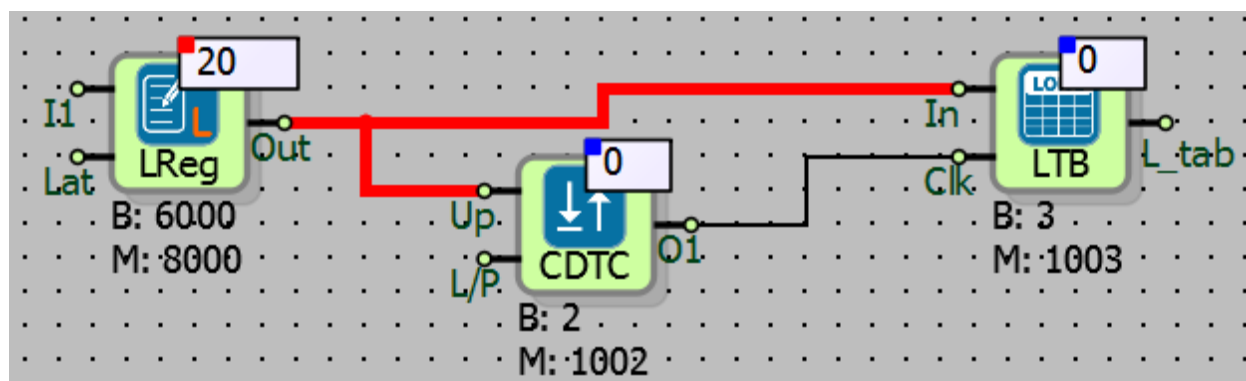 20
I1
Lat
L
LReg
Out
B: 6000
M: 8000
0
Up
L/P
CDTC
O1
B: 2
M: 1002
0
In
Clk
LTB
L_tab
B: 3
M: 1003